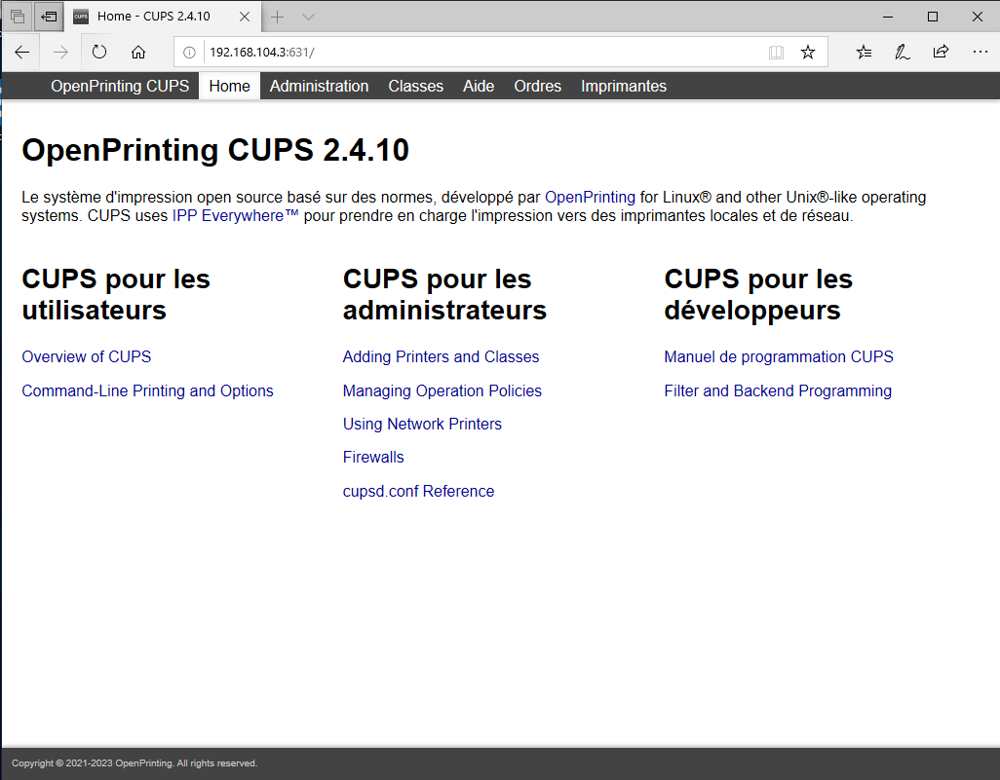 Home - CUPS 2.4.10
192.168.104.3:631/
OpenPrinting CUPS Home Administration Classes Aide Ordres Imprimantes
OpenPrinting CUPS 2.4.10
Le système d'impression open source basé sur des normes, développé par OpenPrinting for Linux® and other Unix®-like operating
systems. CUPS uses IPP Everywhere™ pour prendre en charge l'impression vers des imprimantes locales et de réseau.
CUPS pour les
utilisateurs
Overview of CUPS
Command-Line Printing and Options
CUPS pour les
administrateurs
Adding Printers and Classes
Managing Operation Policies
Using Network Printers
Firewalls
cupsd.conf Reference
CUPS pour les
développeurs
Manuel de programmation CUPS
Filter and Backend Programming
Copyright © 2021-2023 OpenPrinting. All rights reserved.